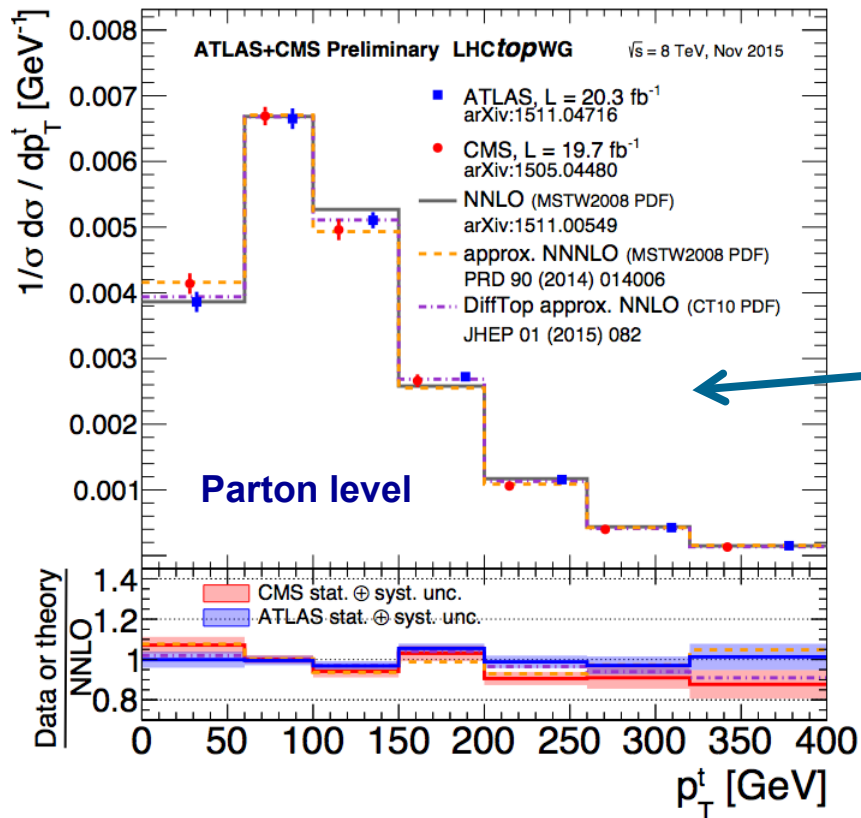 ATLAS+CMS Preliminary LHCtopWG √s = 8 TeV, Nov 2015
ATLAS, L = 20.3 fb⁻¹
arXiv:1511.04716
CMS, L = 19.7 fb⁻¹
arXiv:1505.04480
NNLO (MSTW2008 PDF)
arXiv:1511.00549
approx. NNNLO (MSTW2008 PDF)
PRD 90 (2014) 014006
DiffTop approx. NNLO (CT10 PDF)
JHEP 01 (2015) 082
Parton level
1/σ dσ / dp_T^t [GeV⁻¹]
0.008
0.007
0.006
0.005
0.004
0.003
0.002
0.001
CMS stat. ⊕ syst. unc.
ATLAS stat. ⊕ syst. unc.
Data or theory
NNLO
1.4
1.2
1
0.8
0 50 100 150 200 250 300 350 400
p_T^t [GeV]